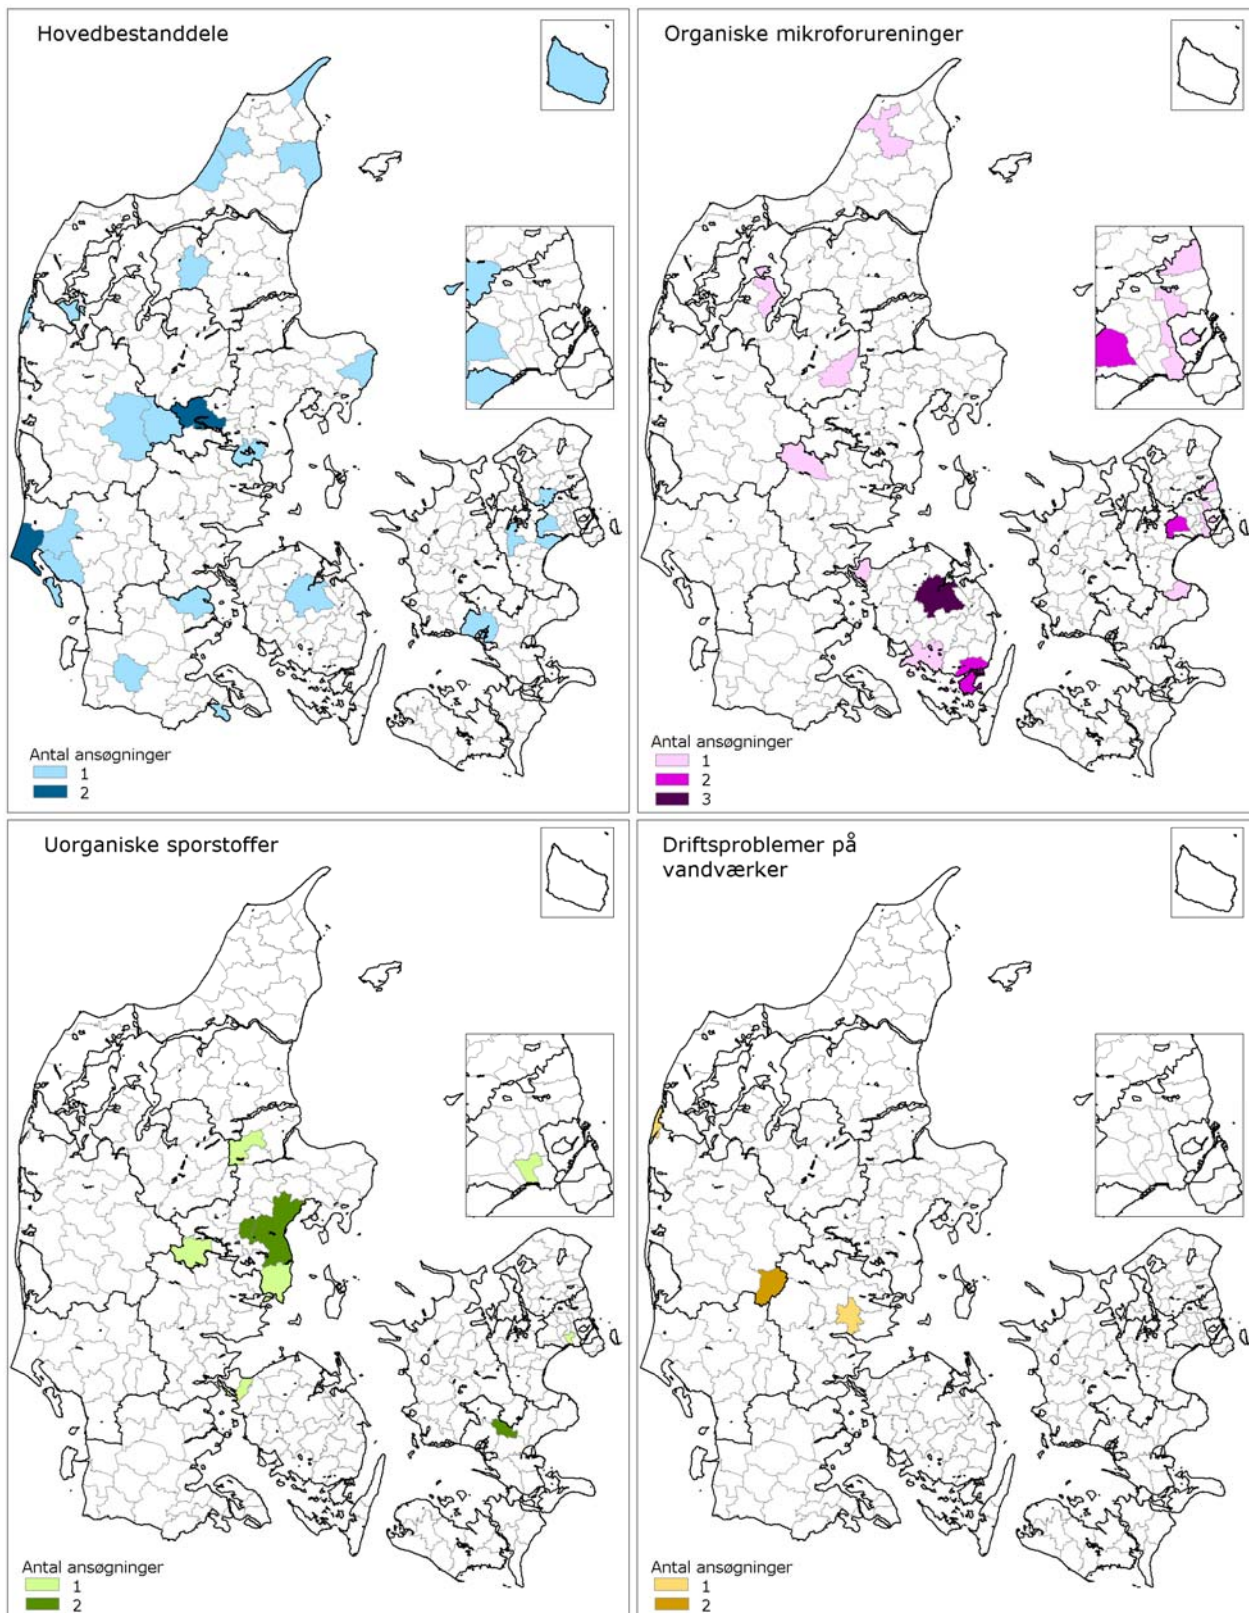 Hovedbestanddele
Antal ansøgninger
1
2
Organiske mikroforureninger
Antal ansøgninger
1
2
3
Uorganiske sporstoffer
Antal ansøgninger
1
2
Driftsproblemer på
vandværker
Antal ansøgninger
1
2